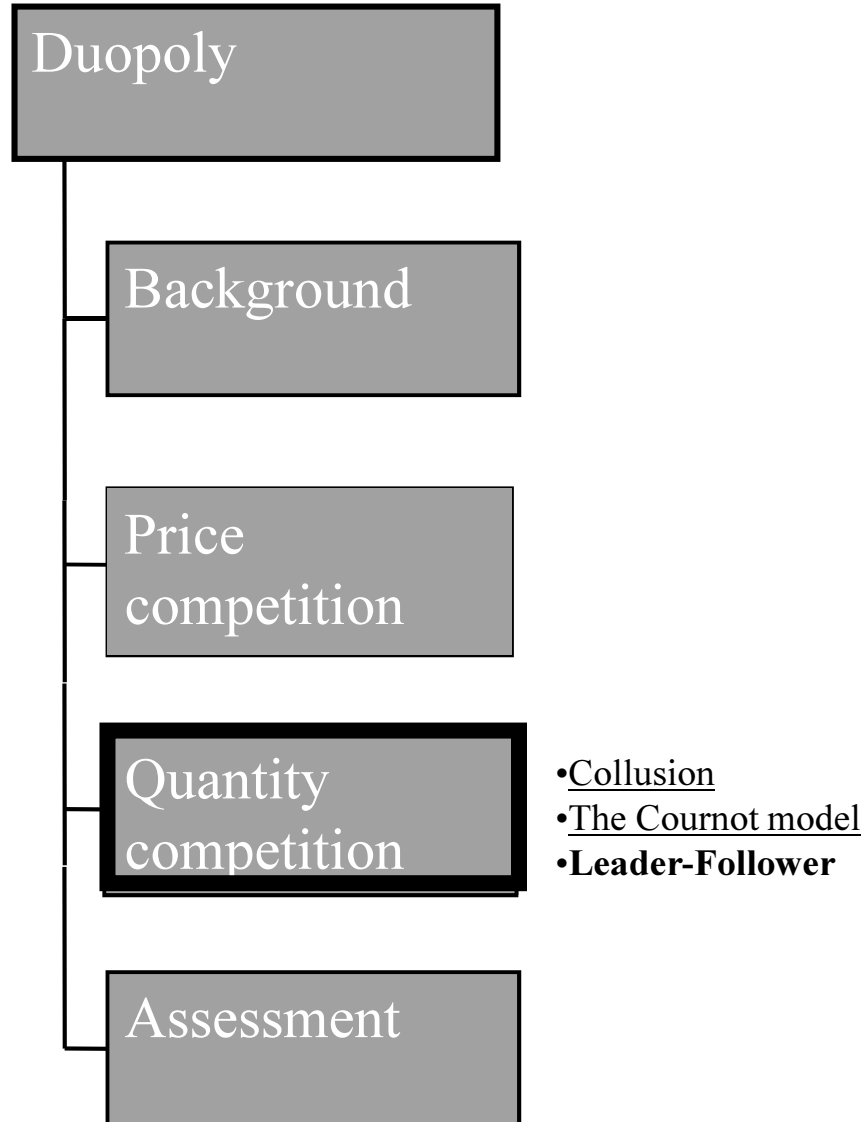 Duopoly
Background
Price
competition
Quantity
competition
•Collusion
•The Cournot model
•Leader-Follower
Assessment